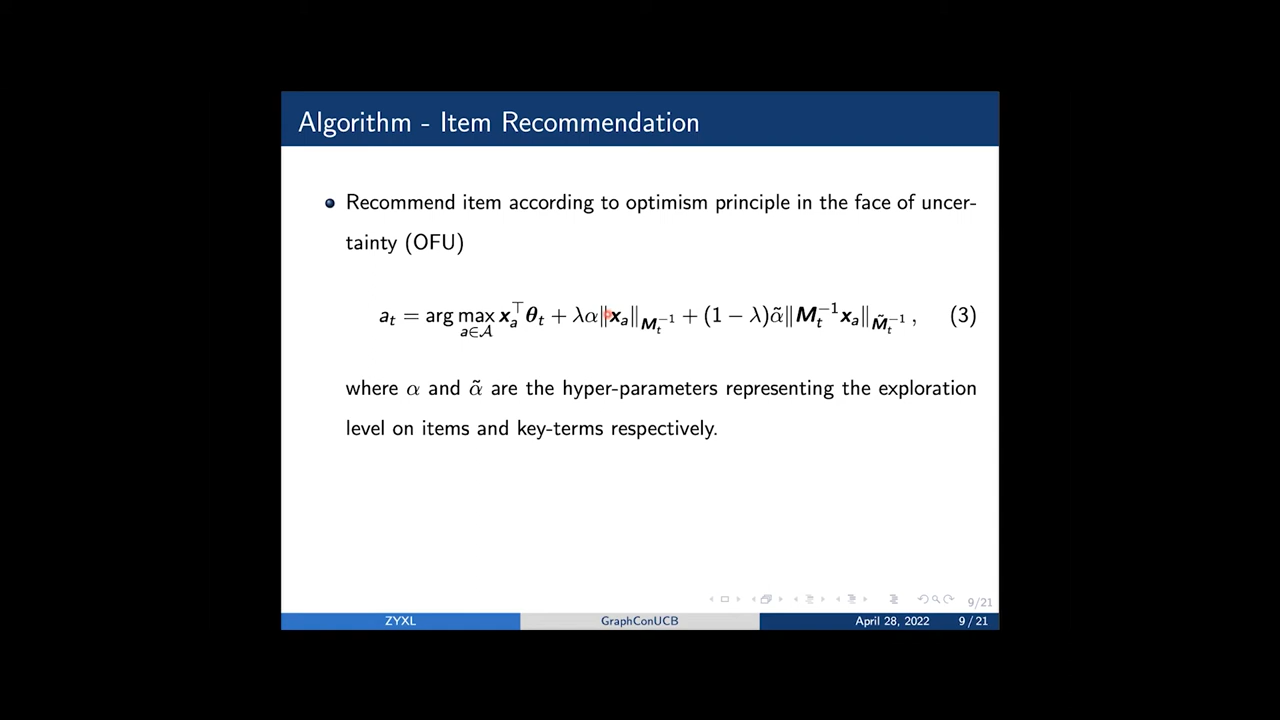 Algorithm - Item Recommendation
Recommend item according to optimism principle in the face of uncer-
tainty (OFU)
a_t = arg max_{a∈𝒜} x_a^⊤ θ_t + λα‖x_a‖_{M_t^{-1}} + (1 − λ)α̃‖M_t^{-1} x_a‖_{M̃_t^{-1}} , (3)
where α and α̃ are the hyper-parameters representing the exploration
level on items and key-terms respectively.
9/21
ZYXL GraphConUCB April 28, 2022 9 / 21